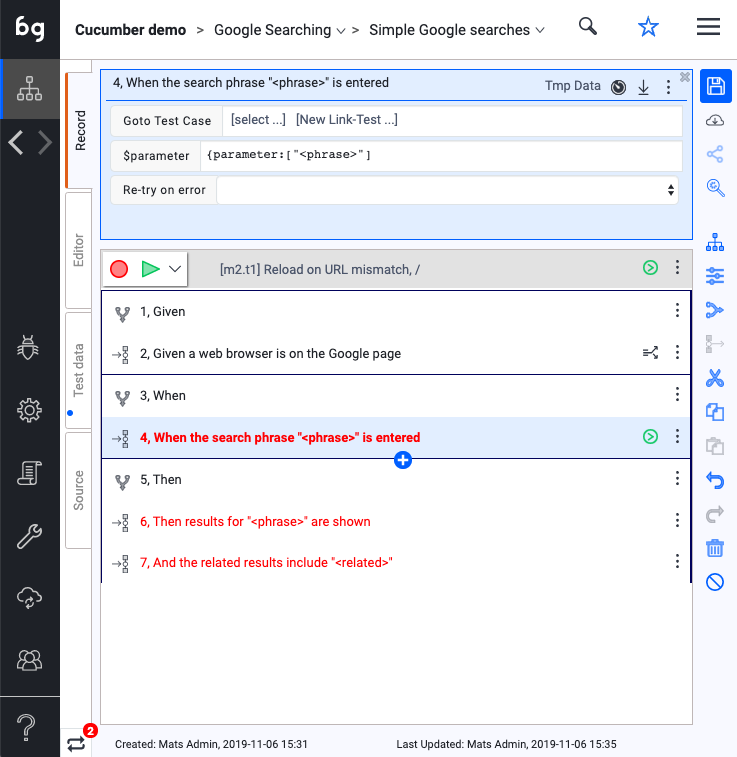 bg
Cucumber demo > Google Searching > Simple Google searches
Record
Editor
Test data
Source
4, When the search phrase "<phrase>" is entered
Tmp Data
Goto Test Case [select ...] [New Link-Test ...]
$parameter {parameter:["<phrase>"]
Re-try on error
[m2.t1] Reload on URL mismatch, /
1, Given
2, Given a web browser is on the Google page
3, When
4, When the search phrase "<phrase>" is entered
5, Then
6, Then results for "<phrase>" are shown
7, And the related results include "<related>"
2
Created: Mats Admin, 2019-11-06 15:31 Last Updated: Mats Admin, 2019-11-06 15:35